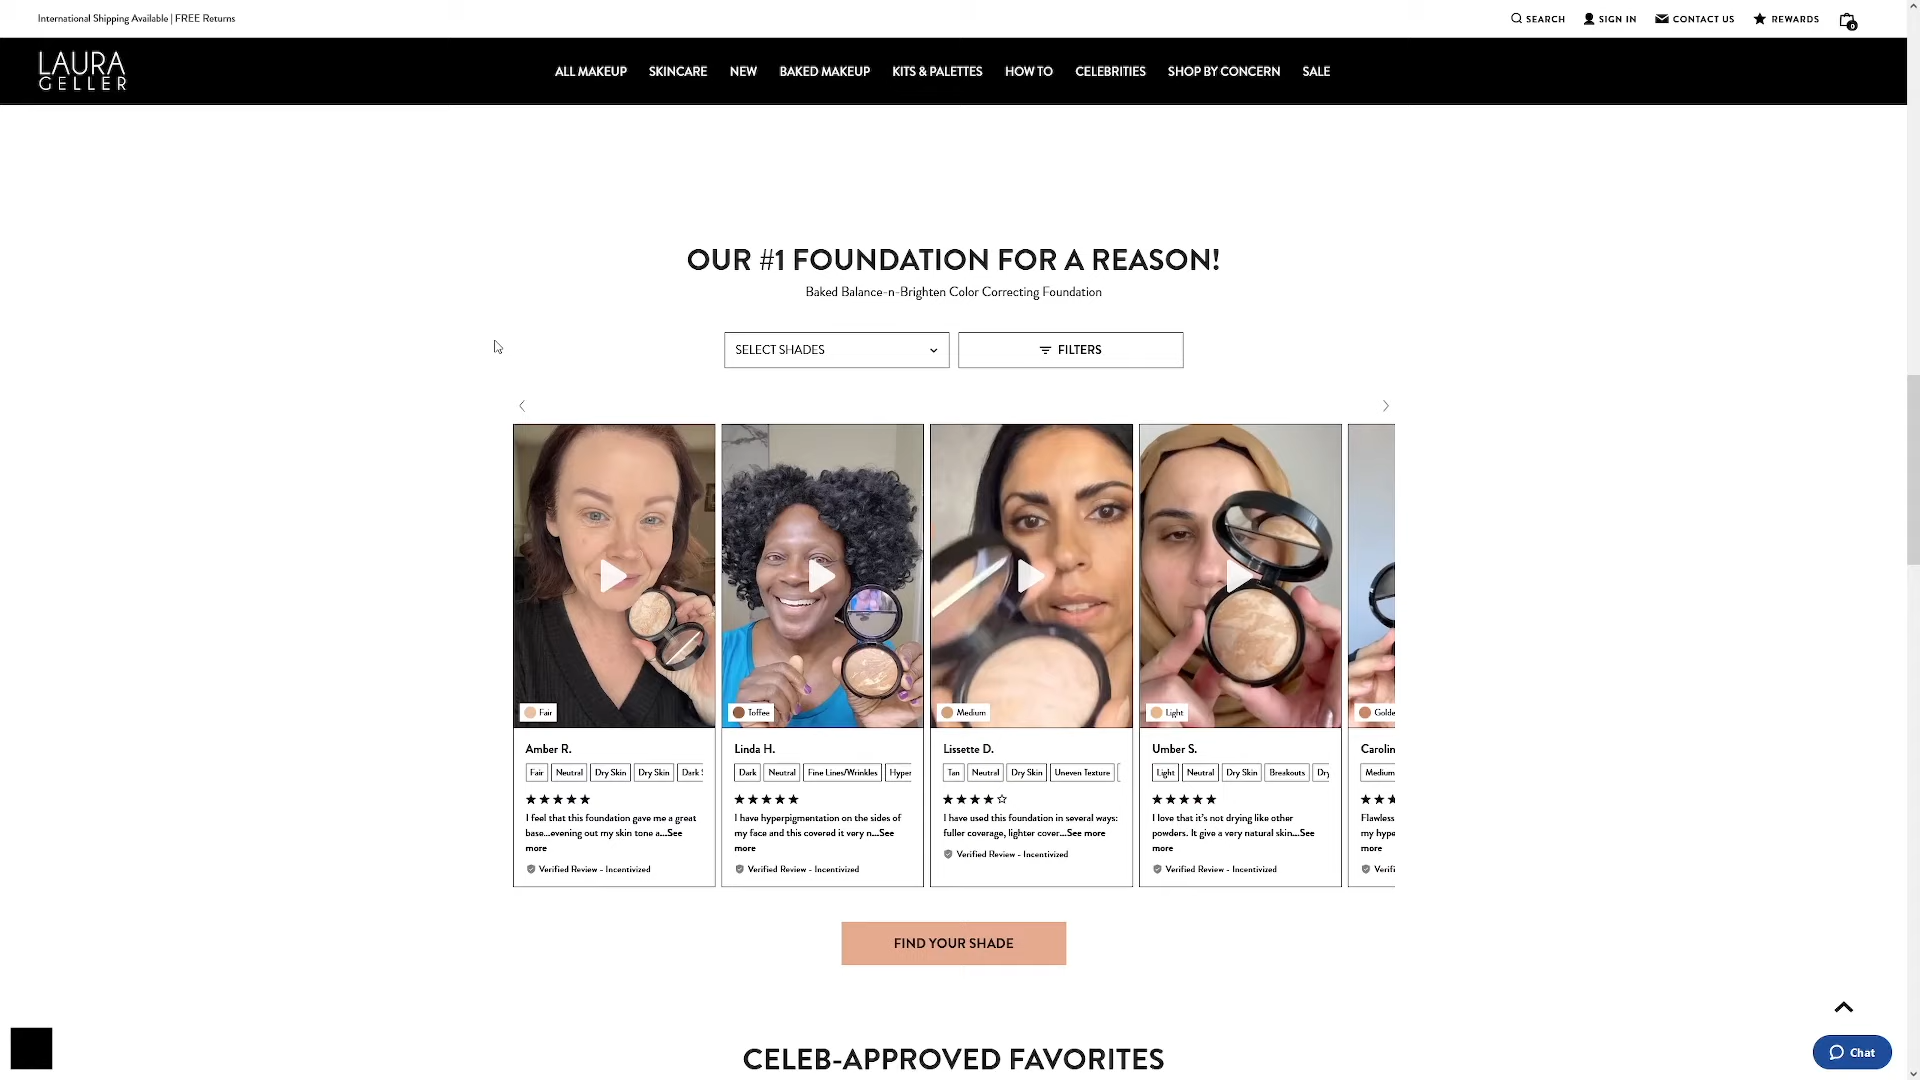 International Shipping Available | FREE Returns
SEARCH
SIGN IN
CONTACT US
REWARDS
0
LAURA
GELLER
ALL MAKEUP
SKINCARE
NEW
BAKED MAKEUP
KITS & PALETTES
HOW TO
CELEBRITIES
SHOP BY CONCERN
SALE
OUR #1 FOUNDATION FOR A REASON!
Baked Balance-n-Brighten Color Correcting Foundation
SELECT SHADES
FILTERS
Fair
Amber R.
Fair Neutral Dry Skin Dry Skin Dark
I feel that this foundation gave me a great
base...evening out my skin tone a...See
more
Verified Review - Incentivized
Toffee
Linda H.
Dark Neutral Fine Lines/Wrinkles Hyper
I have hyperpigmentation on the sides of
my face and this covered it very n...See
more
Verified Review - Incentivized
Medium
Lissette D.
Tan Neutral Dry Skin Uneven Texture
I have used this foundation in several ways:
fuller coverage, lighter cover...See more
Verified Review - Incentivized
Light
Umber S.
Light Neutral Dry Skin Breakouts Dry
I love that it's not drying like other
powders. It give a very natural skin...See
more
Verified Review - Incentivized
Golde
Carolin
Medium
Flawless
my hype
more
Verifi
FIND YOUR SHADE
CELEB-APPROVED FAVORITES
Chat